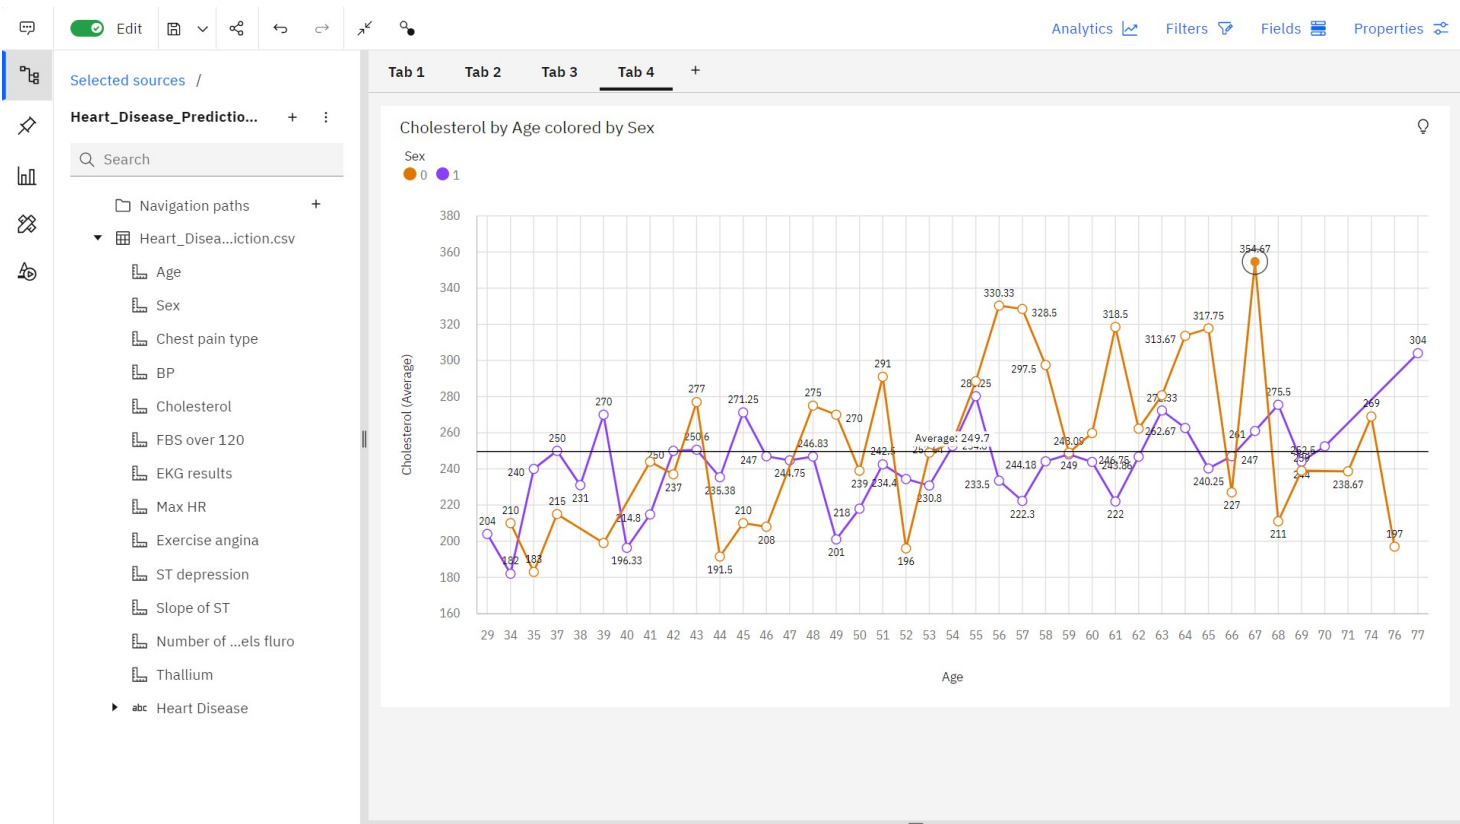 Edit
Analytics
Filters
Fields
Properties
Selected sources /
Tab 1
Tab 2
Tab 3
Tab 4
+
Heart_Disease_Predictio...
Search
Navigation paths
Heart_Disea...iction.csv
Age
Sex
Chest pain type
BP
Cholesterol
FBS over 120
EKG results
Max HR
Exercise angina
ST depression
Slope of ST
Number of ...els fluro
Thallium
abc Heart Disease
Cholesterol by Age colored by Sex
Sex
0 1
Cholesterol (Average)
380
360
340
320
300
280
260
240
220
200
180
160
354.67
330.33
328.5
318.5
317.75
313.67
304
297.5
291
277
275
275.5
271.25
270
270
269
262.67
261
250
250.6
250
Average: 249.7
249
247
247
246.83
244.75
244.18
244
240
240.25
239
238.67
237
235.38
234.4
233.5
231
230.8
227
222.3
222
218
215
214.8
211
210
210
208
204
201
197
196.33
196
191.5
183
182
29 34 35 37 38 39 40 41 42 43 44 45 46 47 48 49 50 51 52 53 54 55 56 57 58 59 60 61 62 63 64 65 66 67 68 69 70 71 74 76 77
Age